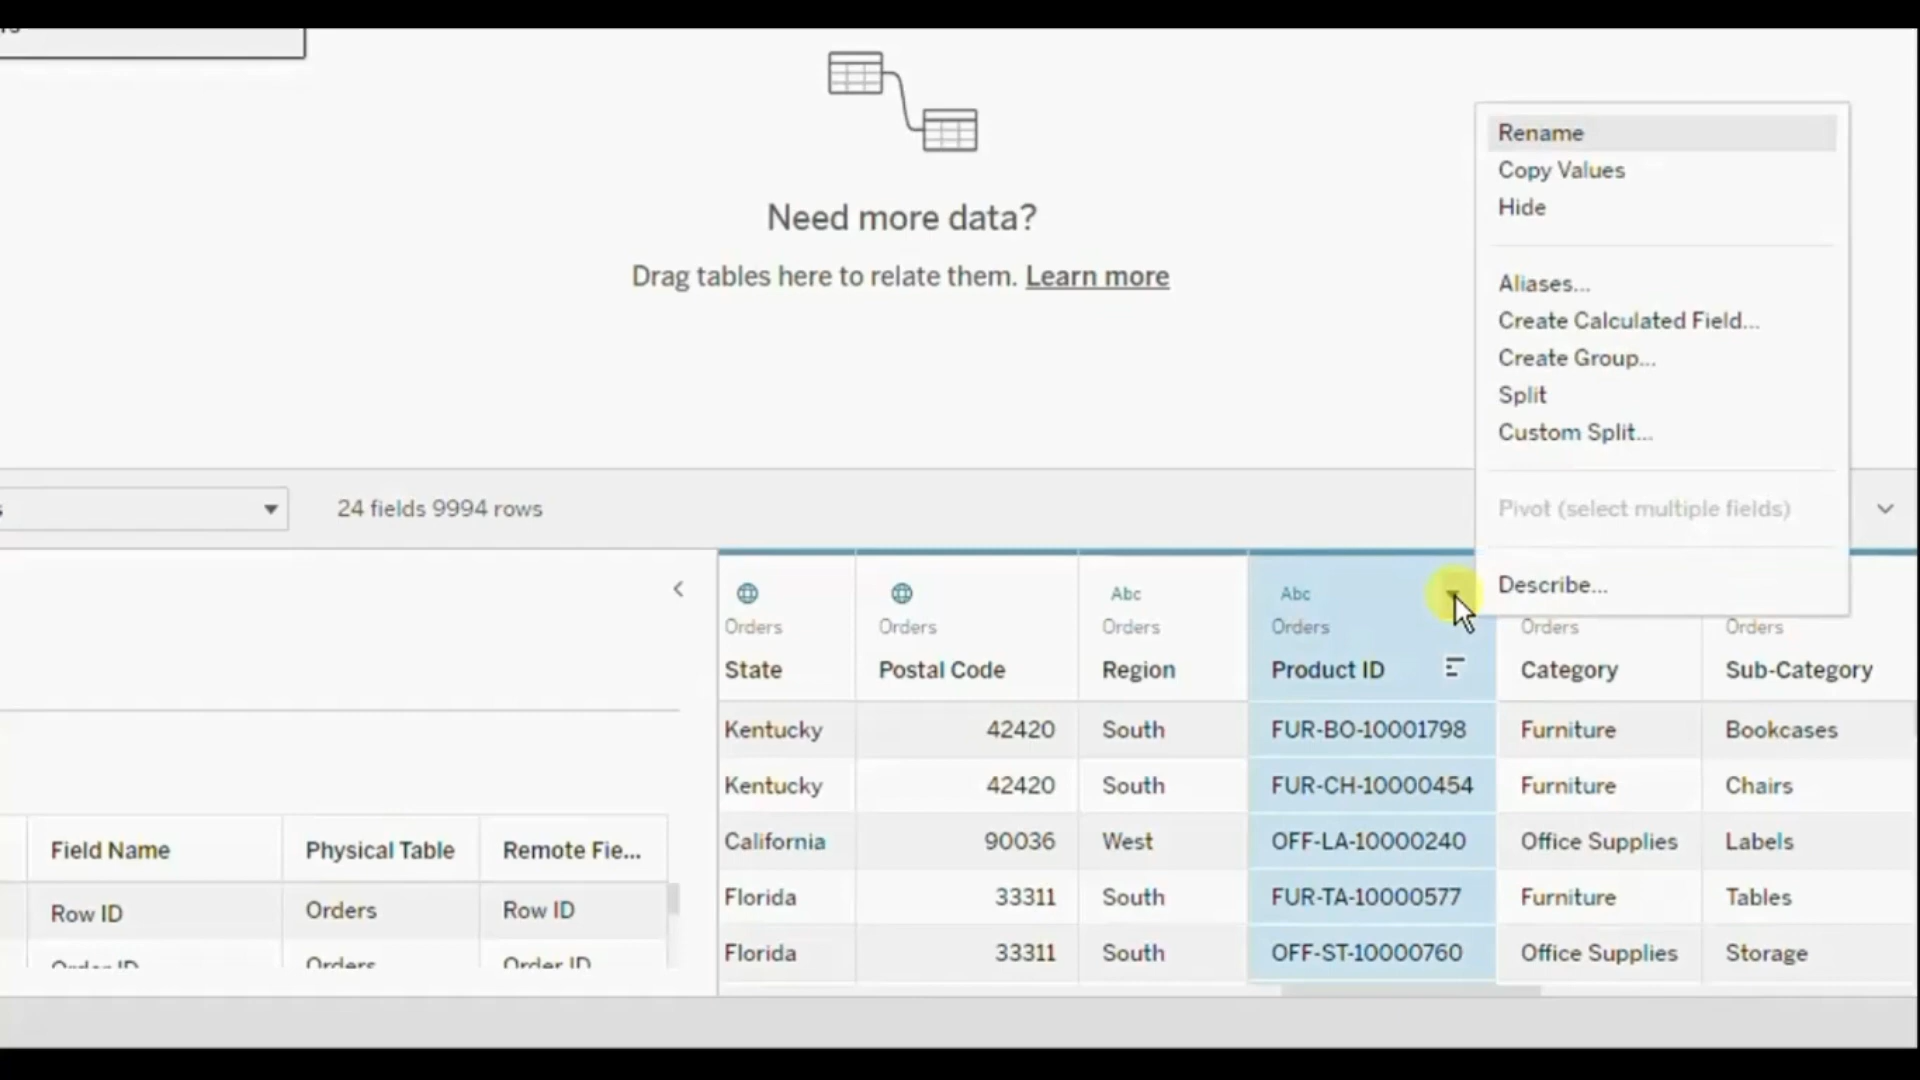 Need more data?
Drag tables here to relate them. Learn more
Rename
Copy Values
Hide
Aliases...
Create Calculated Field...
Create Group...
Split
Custom Split...
Pivot (select multiple fields)
Describe...
24 fields 9994 rows
Field Name Physical Table Remote Fie...
Row ID Orders Row ID
Order ID Orders Order ID
Abc Abc
Orders Orders Orders Orders Orders Orders
State Postal Code Region Product ID Category Sub-Category
Kentucky 42420 South FUR-BO-10001798 Furniture Bookcases
Kentucky 42420 South FUR-CH-10000454 Furniture Chairs
California 90036 West OFF-LA-10000240 Office Supplies Labels
Florida 33311 South FUR-TA-10000577 Furniture Tables
Florida 33311 South OFF-ST-10000760 Office Supplies Storage